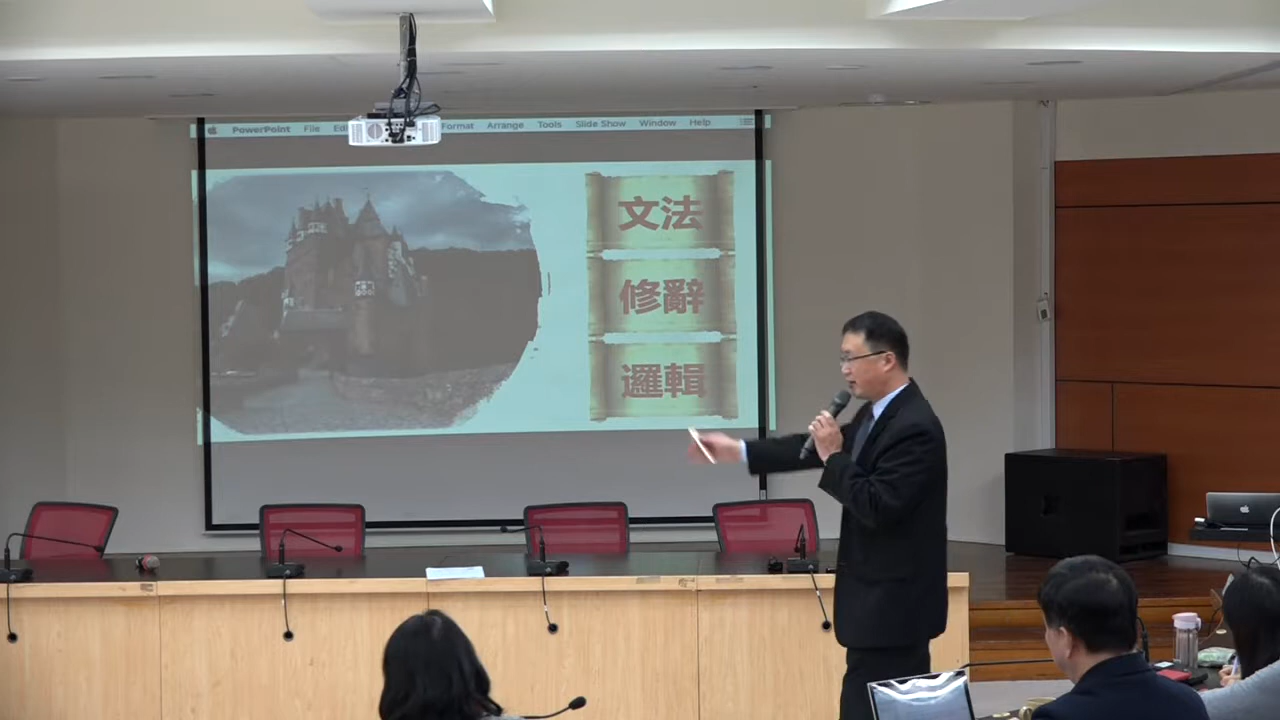 PowerPoint File Format Arrange Tools Slide Show Window Help
文法
修辭
邏輯